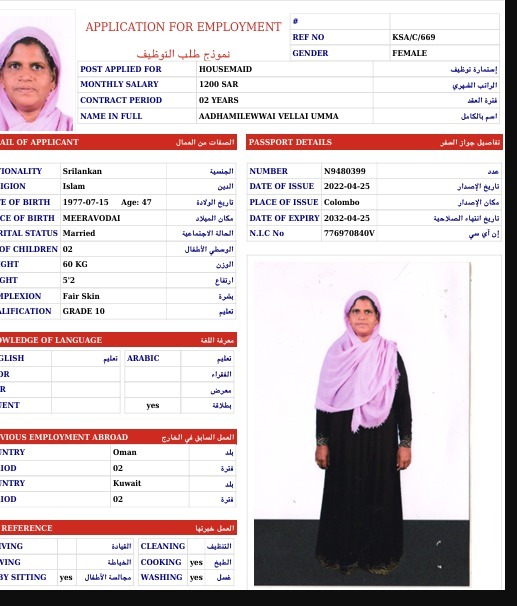 APPLICATION FOR EMPLOYMENT
نموذج طلب التوظيف
#
REF NO KSA/C/669
GENDER FEMALE
POST APPLIED FOR HOUSEMAID إستمارة توظيف
MONTHLY SALARY 1200 SAR الراتب الشهري
CONTRACT PERIOD 02 YEARS فترة العقد
NAME IN FULL AADHAMILEWWAI VELLAI UMMA اسم بالكامل
AIL OF APPLICANT الصفات من العمال
TIONALITY Srilankan الجنسية
IGION Islam الدين
E OF BIRTH 1977-07-15 Age: 47 تاريخ الولادة
CE OF BIRTH MEERAVODAI مكان الميلاد
RITAL STATUS Married الحالة الاجتماعية
OF CHILDREN 02 الوسطي الأطفال
IGHT 60 KG الوزن
GHT 5'2 ارتفاع
MPLEXION Fair Skin بشرة
ALIFICATION GRADE 10 تعليم
PASSPORT DETAILS تفاصيل جواز السفر
NUMBER N9480399 عدد
DATE OF ISSUE 2022-04-25 تاريخ الإصدار
PLACE OF ISSUE Colombo مكان الإصدار
DATE OF EXPIRY 2032-04-25 تاريخ انتهاء الصلاحية
N.I.C No 776970840V إن آي سي
OWLEDGE OF LANGUAGE معرفة اللغة
GLISH تعليم ARABIC تعليم
OR الفقراء
R معرض
ENT yes بطلاقة
VIOUS EMPLOYMENT ABROAD العمل السابق في الخارج
UNTRY Oman بلد
IOD 02 فترة
UNTRY Kuwait بلد
IOD 02 فترة
REFERENCE العمل خبرتها
IVING القيادة CLEANING التنظيف
WING الخياطة COOKING yes الطبخ
BY SITTING yes مجالسة الأطفال WASHING yes غسل